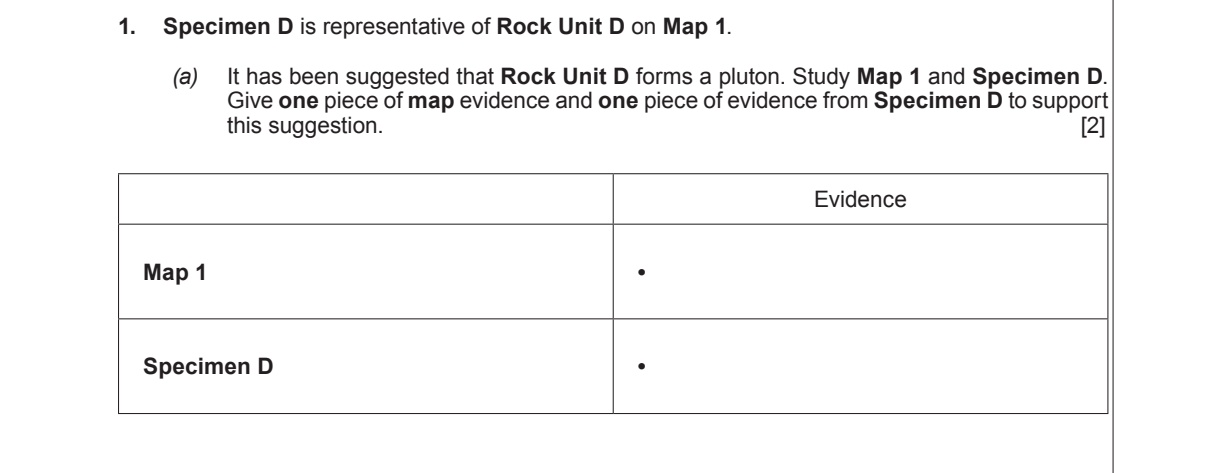 1. Specimen D is representative of Rock Unit D on Map 1.
(a) It has been suggested that Rock Unit D forms a pluton. Study Map 1 and Specimen D.
Give one piece of map evidence and one piece of evidence from Specimen D to support
this suggestion. [2]
Evidence
Map 1 •
Specimen D •